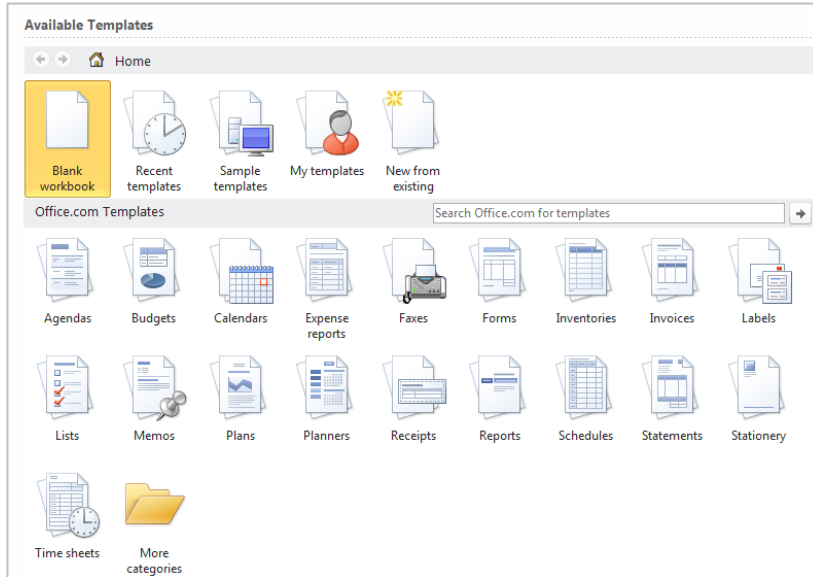 Available Templates
Home
Blank workbook
Recent templates
Sample templates
My templates
New from existing
Office.com Templates
Search Office.com for templates
Agendas
Budgets
Calendars
Expense reports
Faxes
Forms
Inventories
Invoices
Labels
Lists
Memos
Plans
Planners
Receipts
Reports
Schedules
Statements
Stationery
Time sheets
More categories